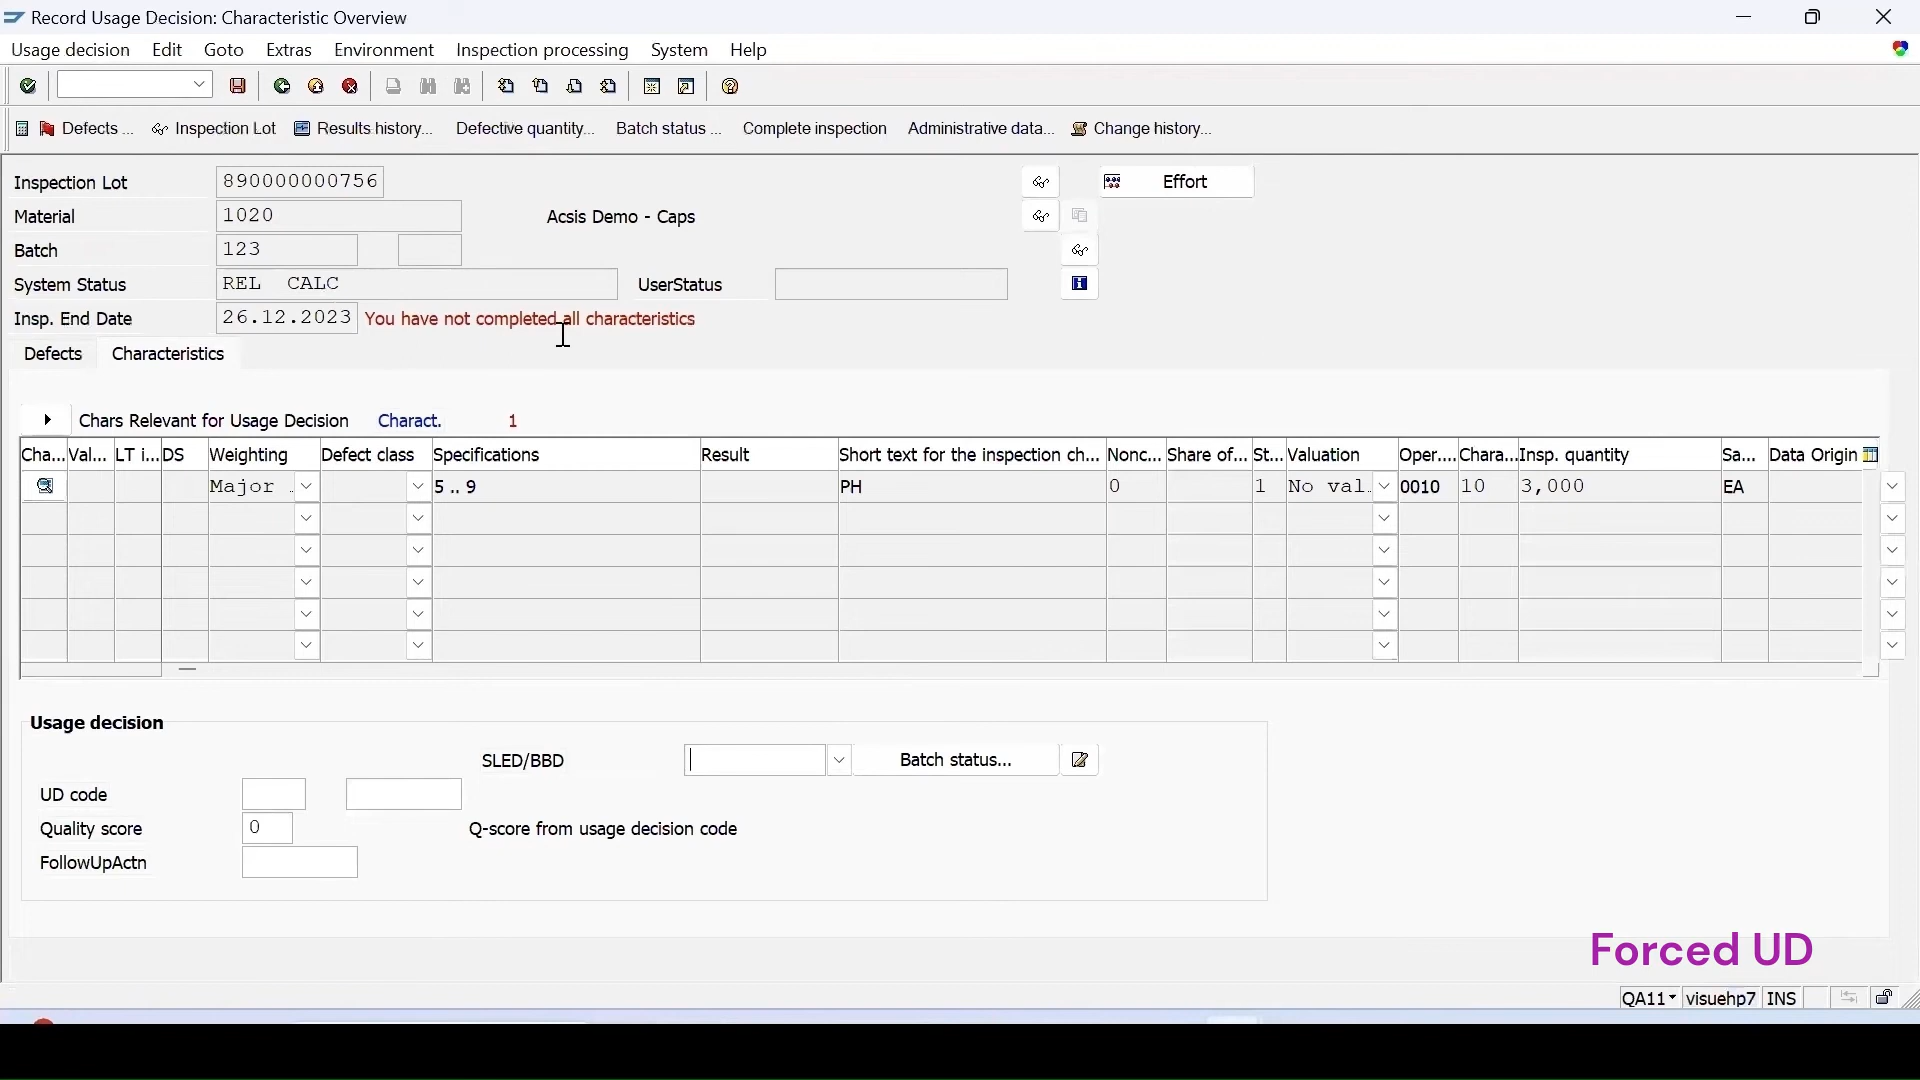 Record Usage Decision: Characteristic Overview
Usage decision Edit Goto Extras Environment Inspection processing System Help
Defects ... Inspection Lot Results history... Defective quantity... Batch status ... Complete inspection Administrative data... Change history...
Inspection Lot 890000000756 Effort
Material 1020 Acsis Demo - Caps
Batch 123
System Status REL CALC UserStatus
Insp. End Date 26.12.2023 You have not completed all characteristics
Defects Characteristics
Chars Relevant for Usage Decision Charact. 1
Cha... Val... LT i... DS Weighting Defect class Specifications Result Short text for the inspection ch... Nonc... Share of... St... Valuation Oper.... Chara... Insp. quantity Sa... Data Origin
Major . 5 .. 9 PH 0 1 No val. 0010 10 3,000 EA
Usage decision
SLED/BBD Batch status...
UD code
Quality score 0 Q-score from usage decision code
FollowUpActn
Forced UD
QA11 visuehp7 INS